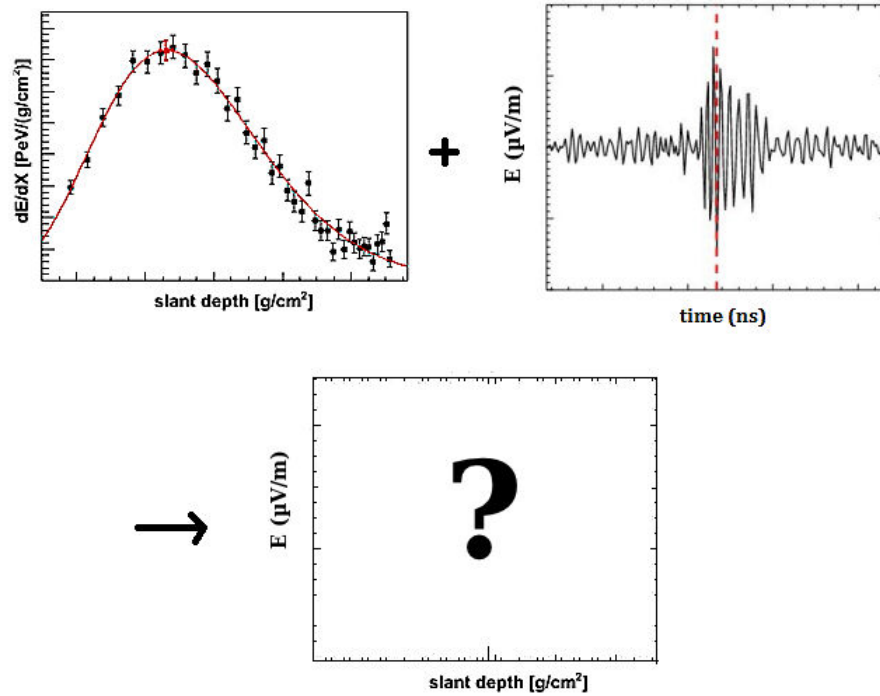 dE/dX [PeV/(g/cm²)]
slant depth [g/cm²]
+
E (μV/m)
time (ns)
E (μV/m)
?
slant depth [g/cm²]